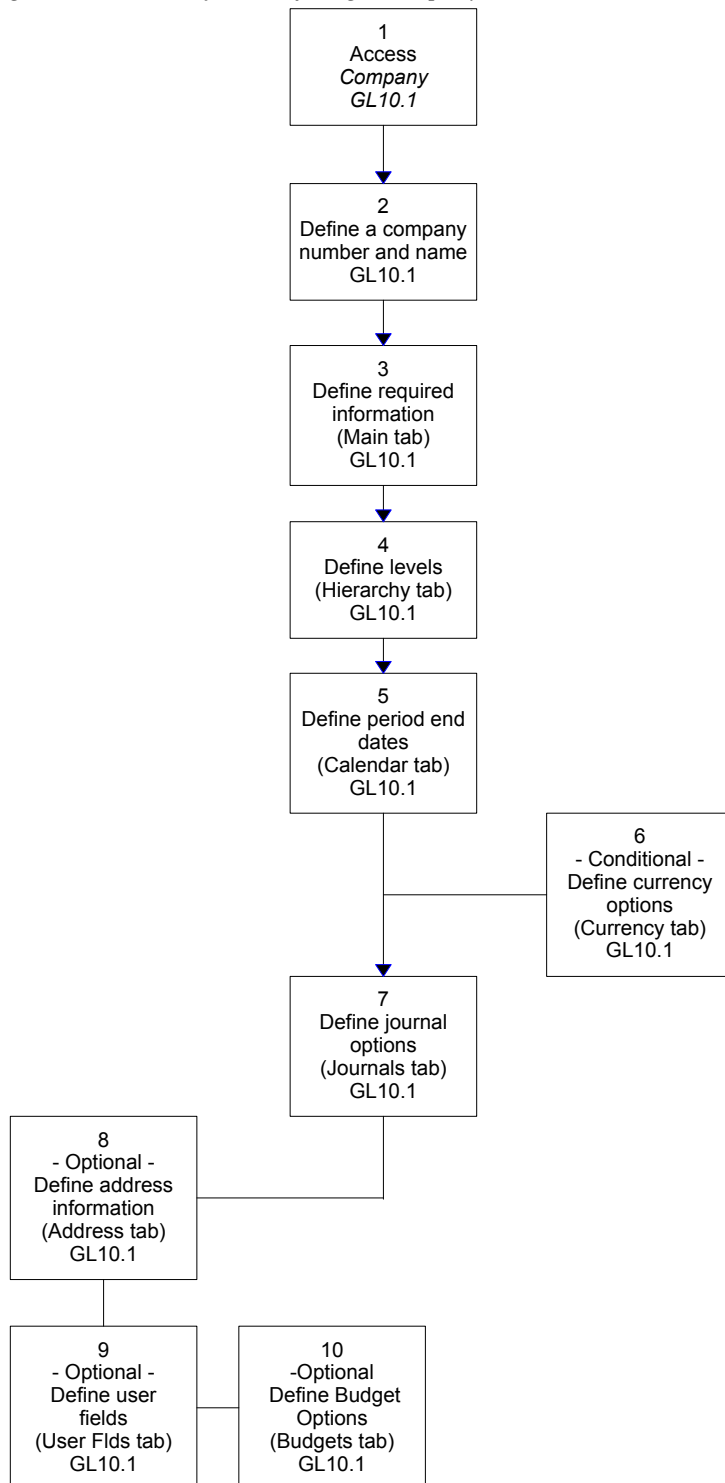 1
Access
Company
GL10.1
2
Define a company
number and name
GL10.1
3
Define required
information
(Main tab)
GL10.1
4
Define levels
(Hierarchy tab)
GL10.1
5
Define period end
dates
(Calendar tab)
GL10.1
6
- Conditional -
Define currency
options
(Currency tab)
GL10.1
7
Define journal
options
(Journals tab)
GL10.1
8
- Optional -
Define address
information
(Address tab)
GL10.1
9
- Optional -
Define user
fields
(User Flds tab)
GL10.1
10
-Optional
Define Budget
Options
(Budgets tab)
GL10.1